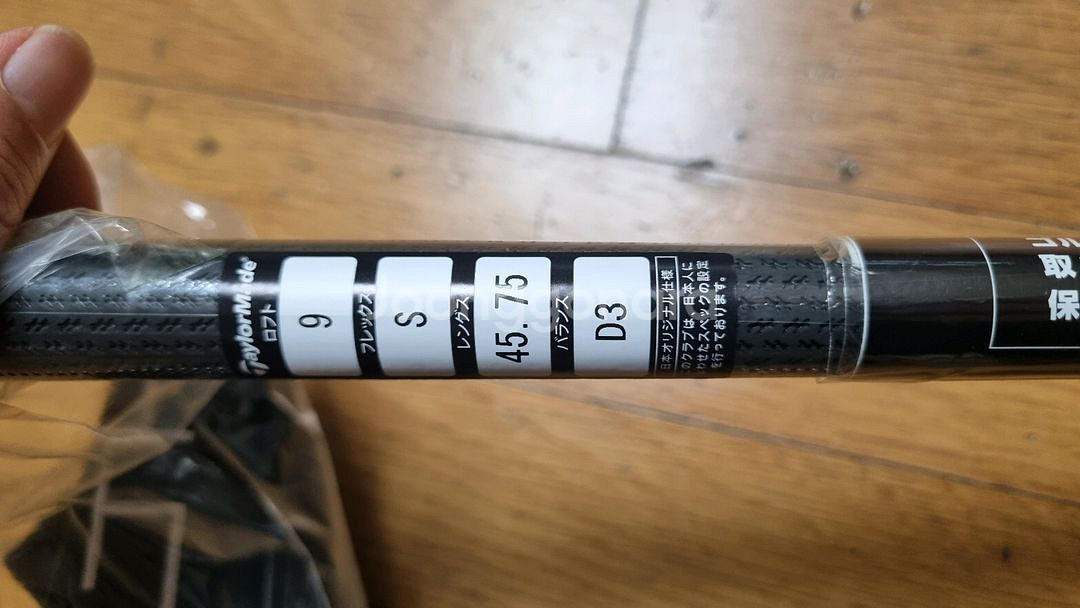 TaylorMade
ロフト
9
フレックス
S
レングス
45.75
バランス
D3
日本オリジナル仕様
のクラブは、日本人に
わせたスペックの設定
を行っております。
保
取